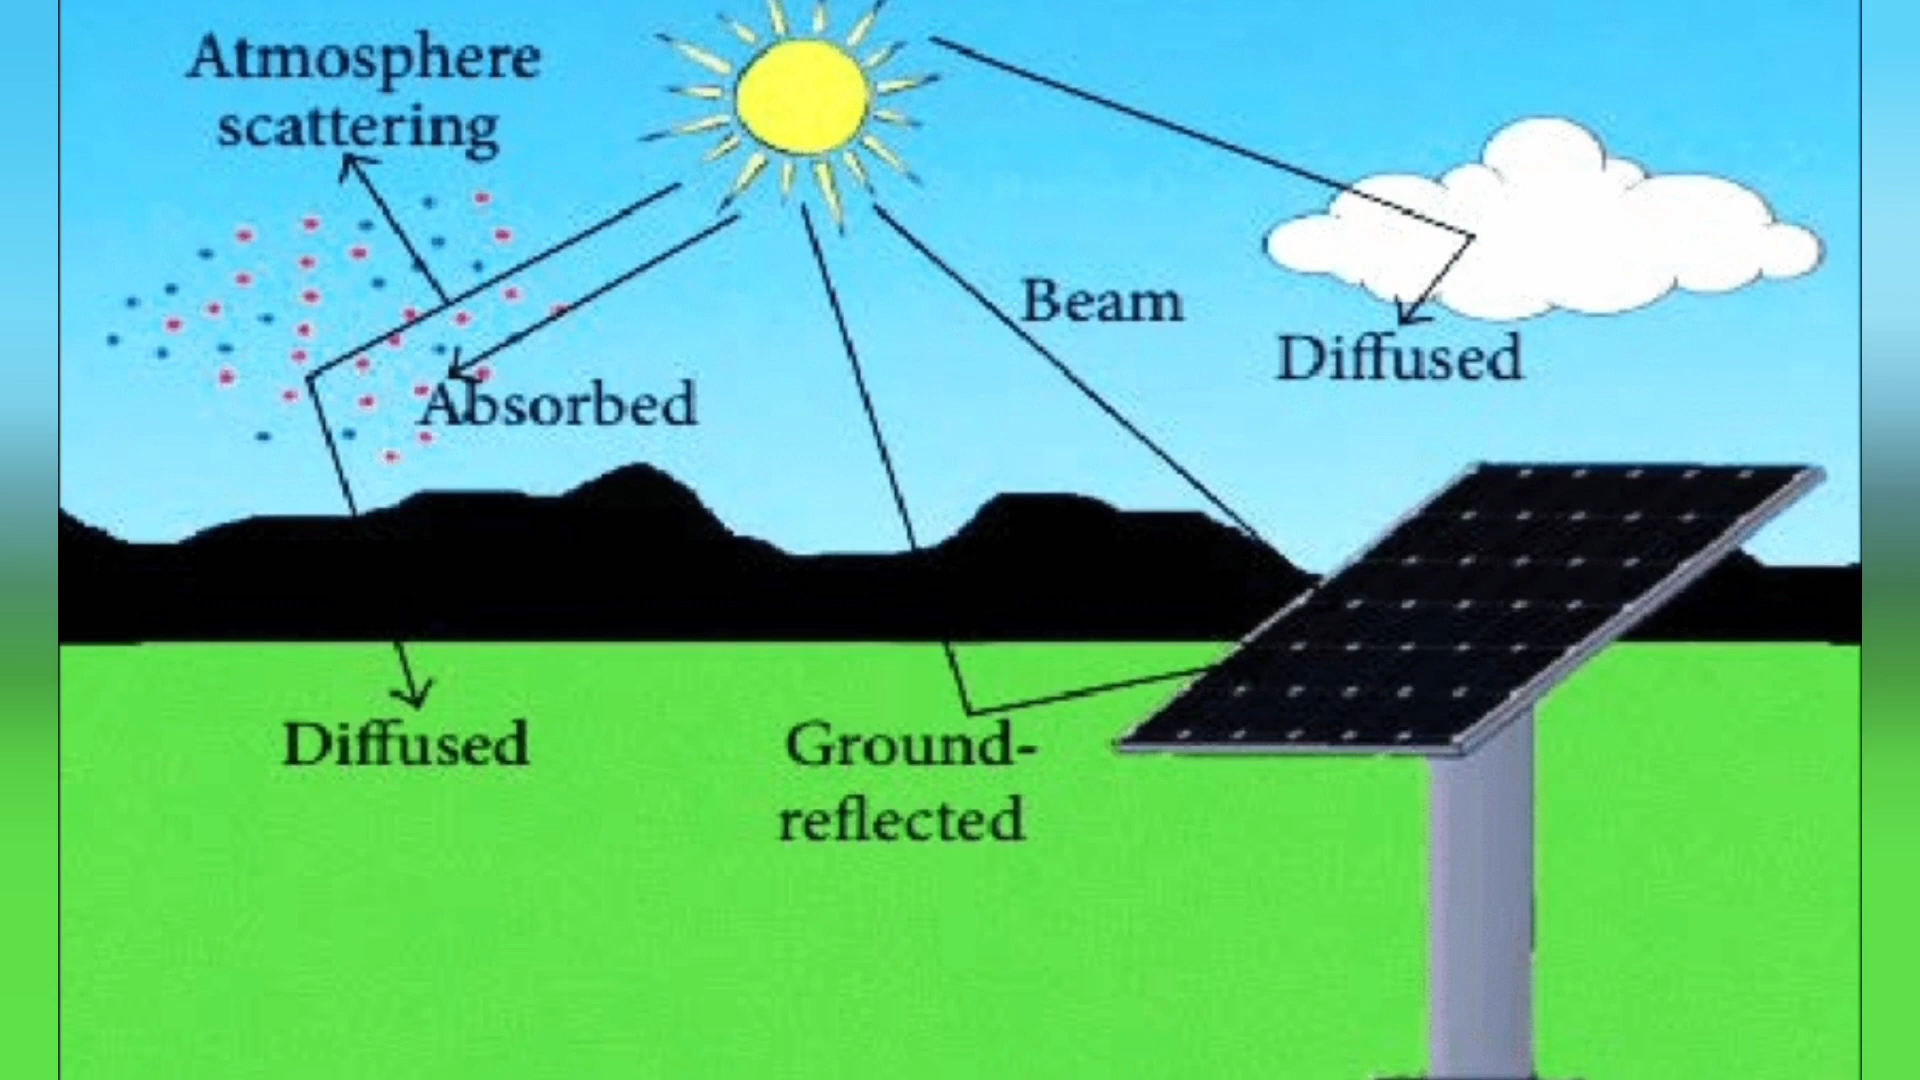 Atmosphere
scattering
Beam
Diffused
Absorbed
Diffused
Ground-
reflected